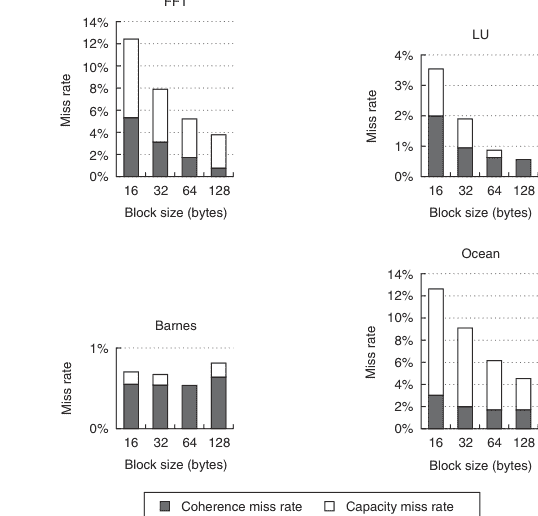 FFT
14%
12%
10%
8%
6%
4%
2%
0%
Miss rate
16 32 64 128
Block size (bytes)
LU
4%
3%
2%
1%
0%
Miss rate
16 32 64 128
Block size (bytes)
Barnes
1%
0%
Miss rate
16 32 64 128
Block size (bytes)
Ocean
14%
12%
10%
8%
6%
4%
2%
0%
Miss rate
16 32 64 128
Block size (bytes)
Coherence miss rate Capacity miss rate